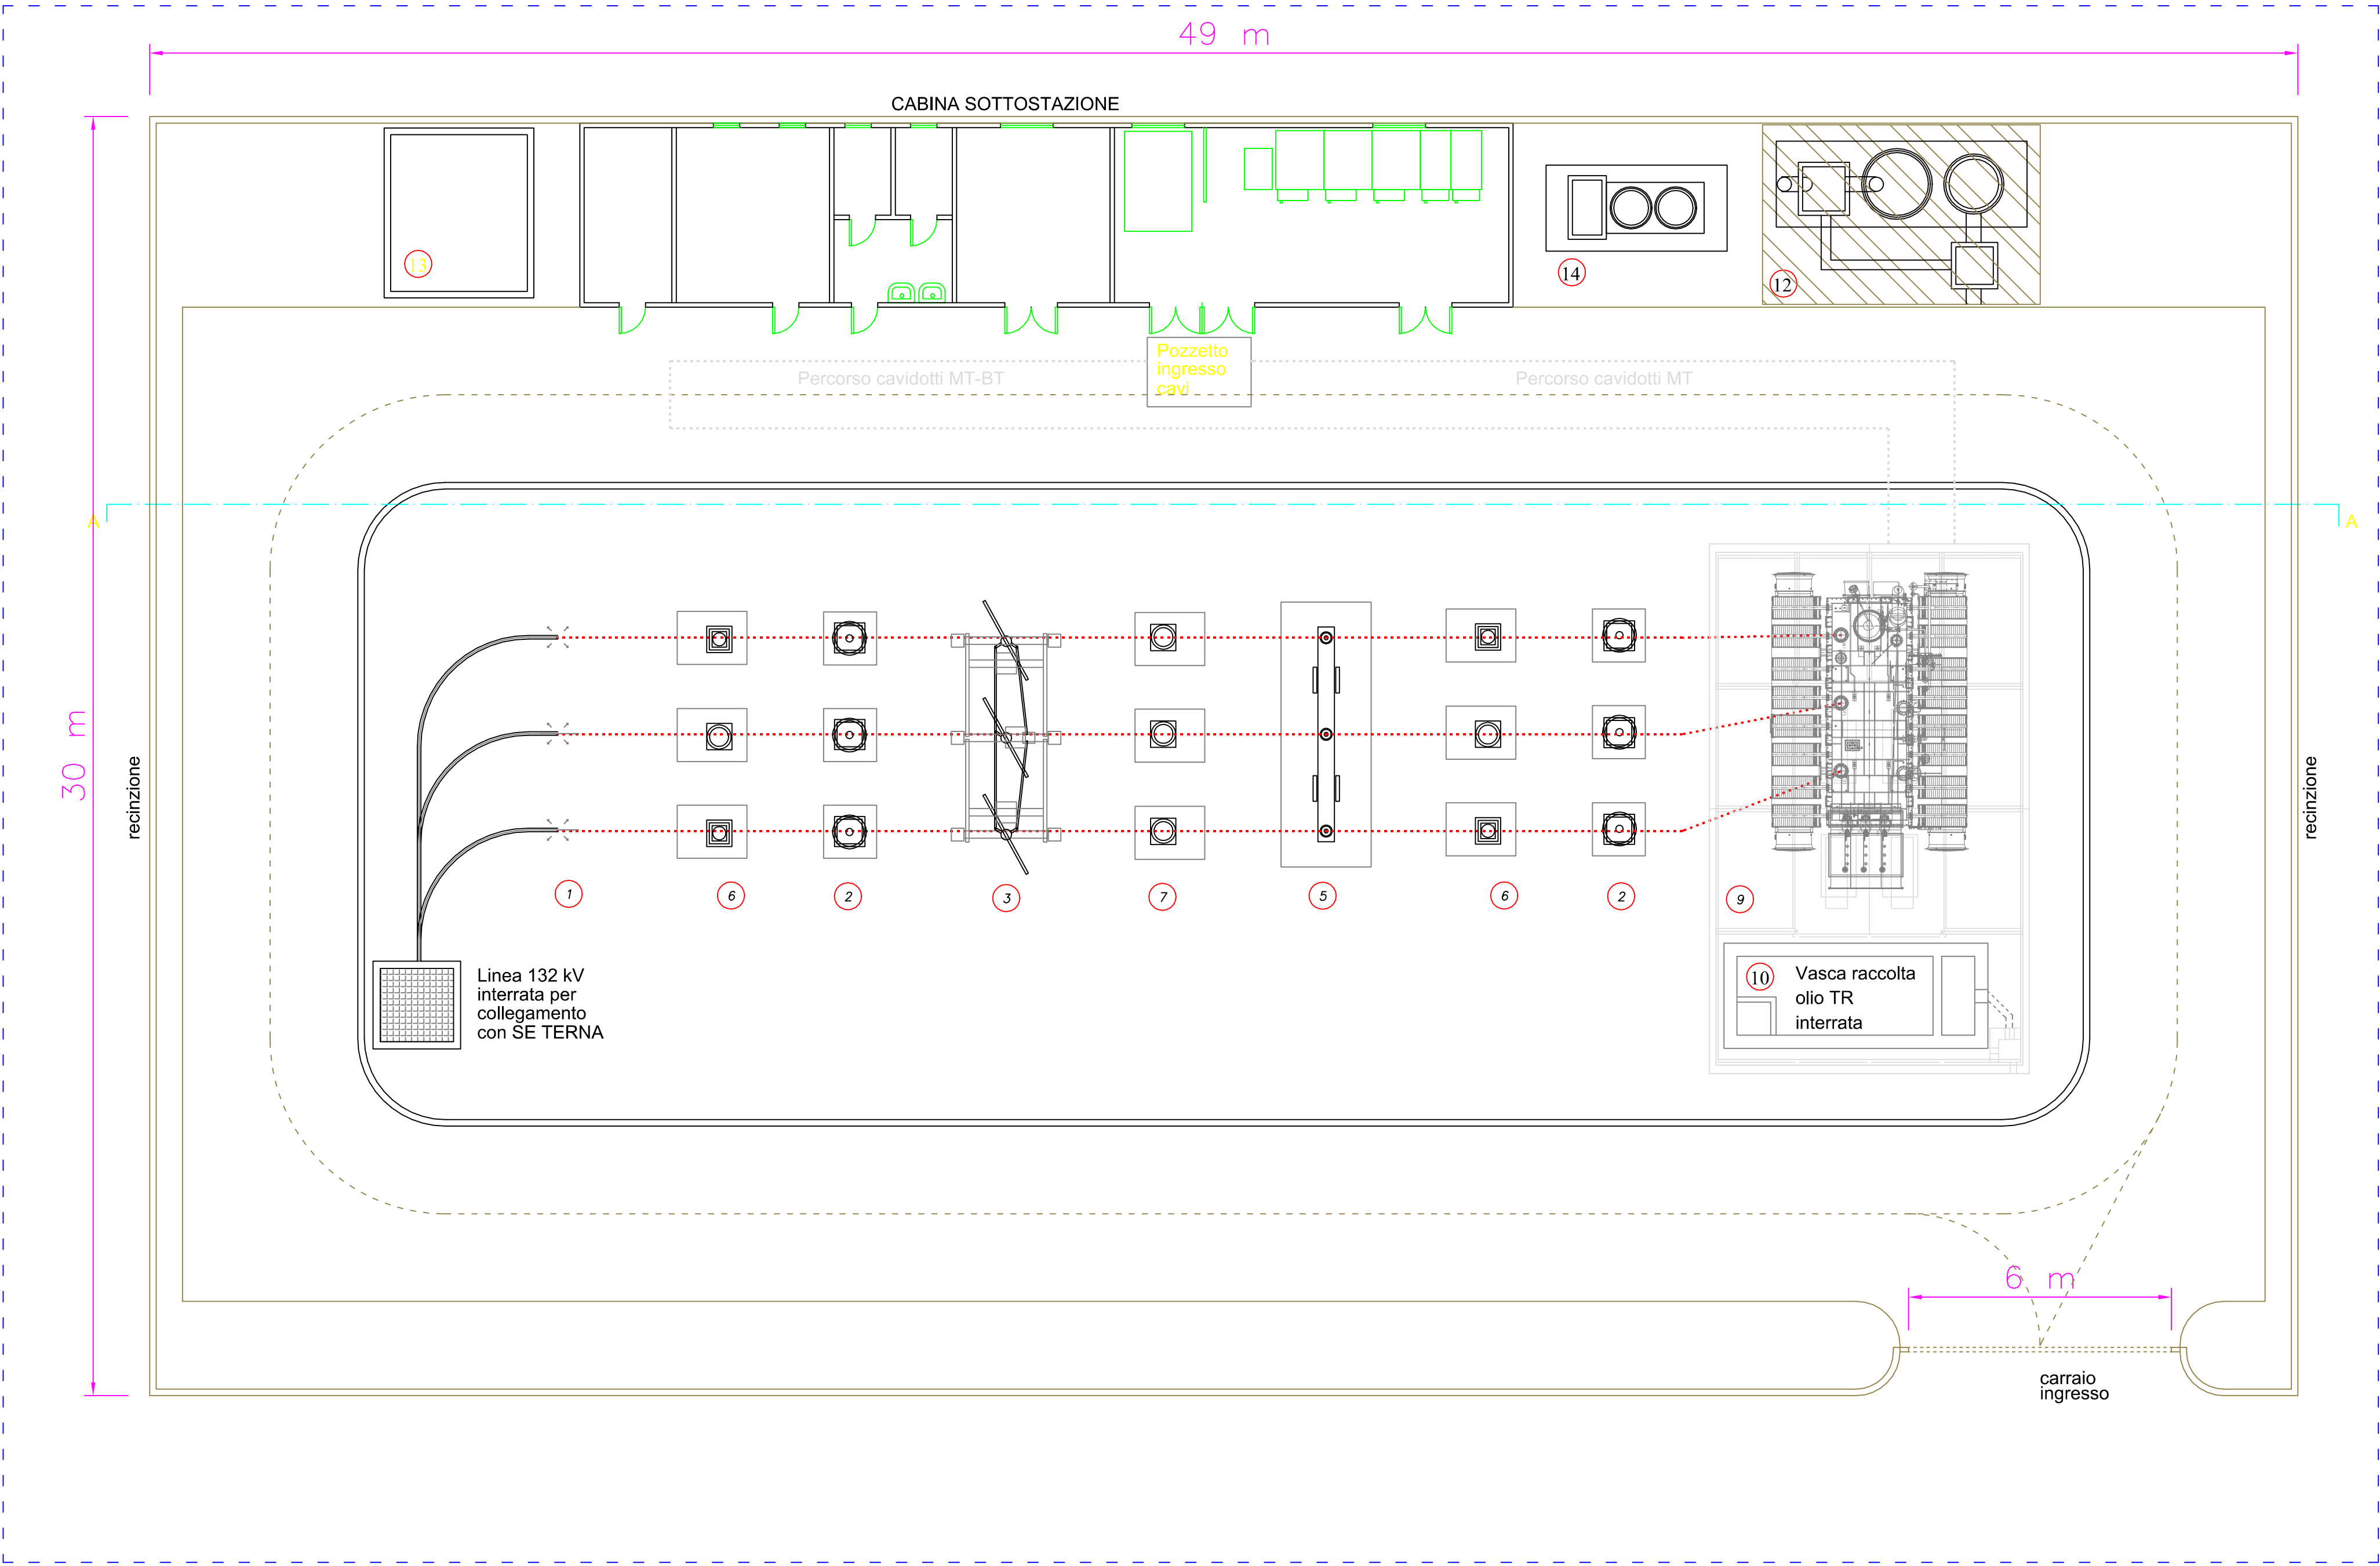 49 m
CABINA SOTTOSTAZIONE
13
14
12
Pozzetto
ingresso
cavi
Percorso cavidotti MT-BT
Percorso cavidotti MT
A
A
30 m
recinzione
recinzione
1
6
2
3
7
5
6
2
9
Linea 132 kV
interrata per
collegamento
con SE TERNA
10
Vasca raccolta
olio TR
interrata
6 m
carraio
ingresso